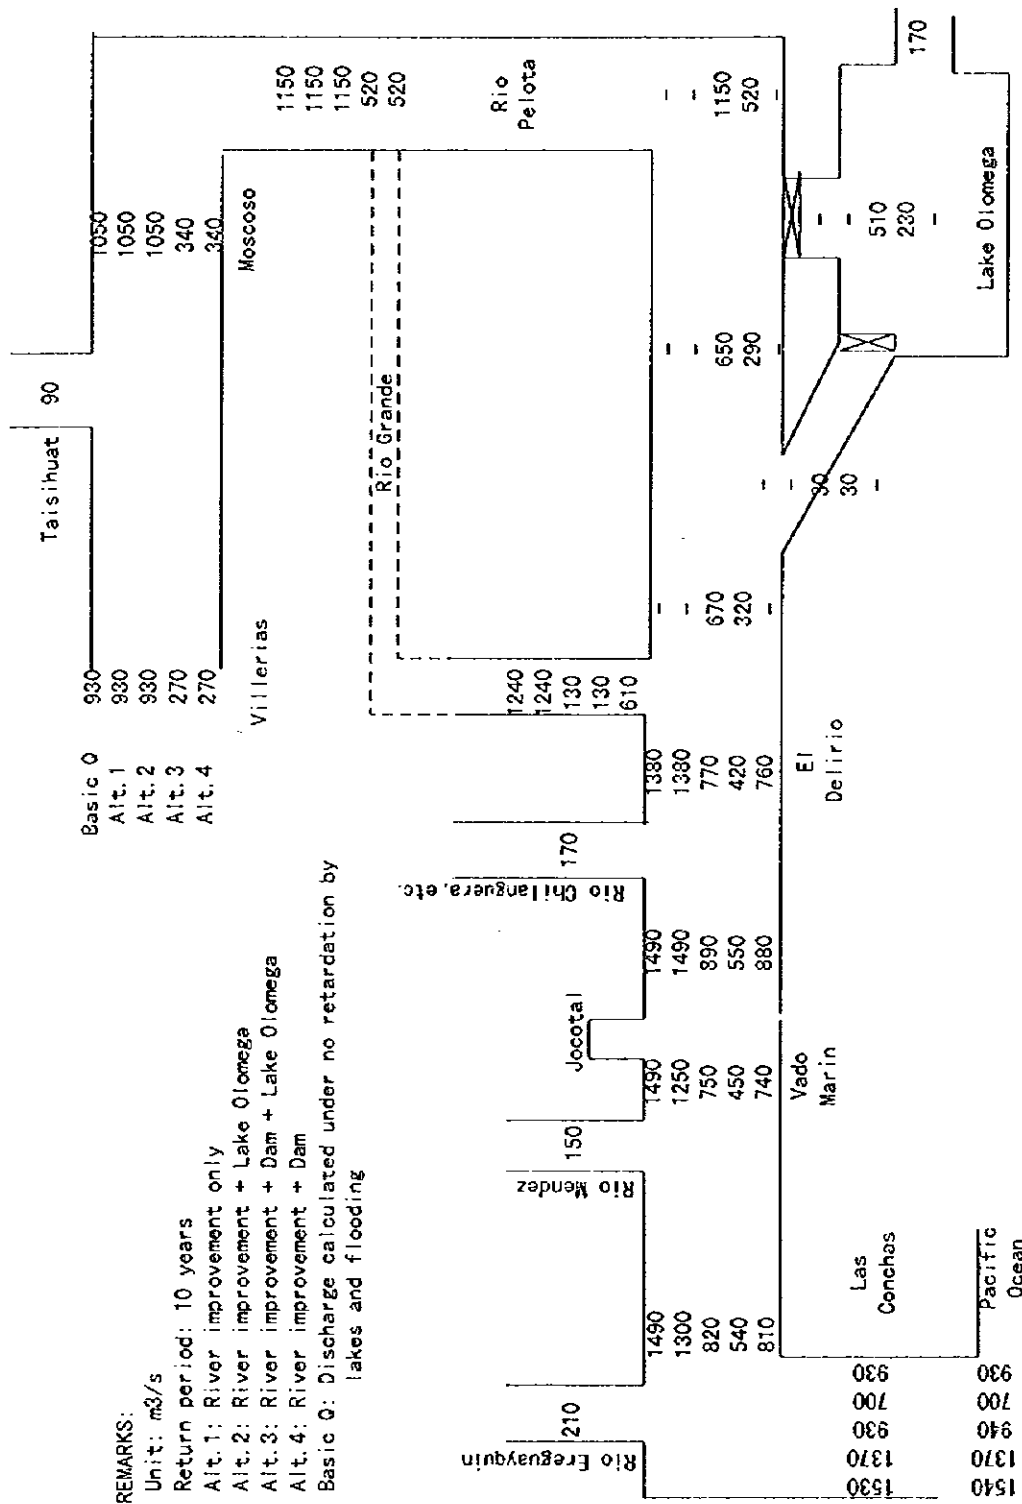 REMARKS:
Unit: m3/s
Return period: 10 years
Alt.1: River improvement only
Alt.2: River improvement + Lake Olomega
Alt.3: River improvement + Dam + Lake Olomega
Alt.4: River improvement + Dam
Basic Q: Discharge calculated under no retardation by
lakes and flooding
Basic Q
Alt.1
Alt.2
Alt.3
Alt.4
930
930
930
270
270
Villerias
Taisihuat 90
1050
1050
1050
340
340
Moscoso
1150
1150
1150
520
520
Rio
Pelota
Rio Grande
-
-
1150
520
-
-
510
230
-
Lake Olomega
170
-
-
650
290
-
-
-
30
30
-
-
-
670
320
-
1240
1240
130
130
610
1380
1380
770
420
760
El
Delirio
170
Rio Chilanguera, etc.
1490
1490
890
550
880
Jocotal
1490
1250
750
450
740
Vado
Marin
150
Rio Mendez
1490
1300
820
540
810
210
Rio Ereguayquin
Las
Conchas
1530
1370
930
700
930
Pacific
Ocean
1540
1370
940
700
930